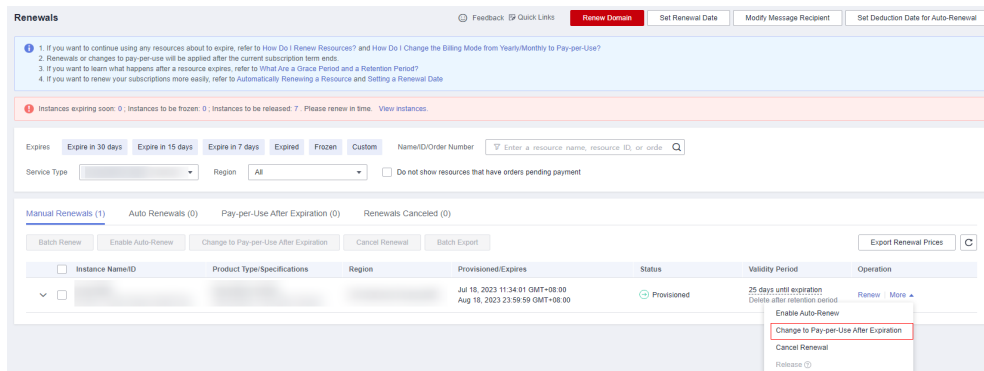 Renewals
Feedback Quick Links Renew Domain Set Renewal Date Modify Message Recipient Set Deduction Date for Auto-Renewal
1. If you want to continue using any resources about to expire, refer to How Do I Renew Resources? and How Do I Change the Billing Mode from Yearly/Monthly to Pay-per-Use?
2. Renewals or changes to pay-per-use will be applied after the current subscription term ends.
3. If you want to learn what happens after a resource expires, refer to What Are a Grace Period and a Retention Period?
4. If you want to renew your subscriptions more easily, refer to Automatically Renewing a Resource and Setting a Renewal Date
Instances expiring soon: 0 ; Instances to be frozen: 0 ; Instances to be released: 7 . Please renew in time. View instances.
Expires Expire in 30 days Expire in 15 days Expire in 7 days Expired Frozen Custom Name/ID/Order Number Enter a resource name, resource ID, or orde
Service Type Region All Do not show resources that have orders pending payment
Manual Renewals (1) Auto Renewals (0) Pay-per-Use After Expiration (0) Renewals Canceled (0)
Batch Renew Enable Auto-Renew Change to Pay-per-Use After Expiration Cancel Renewal Batch Export Export Renewal Prices
Instance Name/ID Product Type/Specifications Region Provisioned/Expires Status Validity Period Operation
Jul 18, 2023 11:34:01 GMT+08:00
Aug 18, 2023 23:59:59 GMT+08:00
Provisioned
25 days until expiration
Delete after retention period
Renew More
Enable Auto-Renew
Change to Pay-per-Use After Expiration
Cancel Renewal
Release